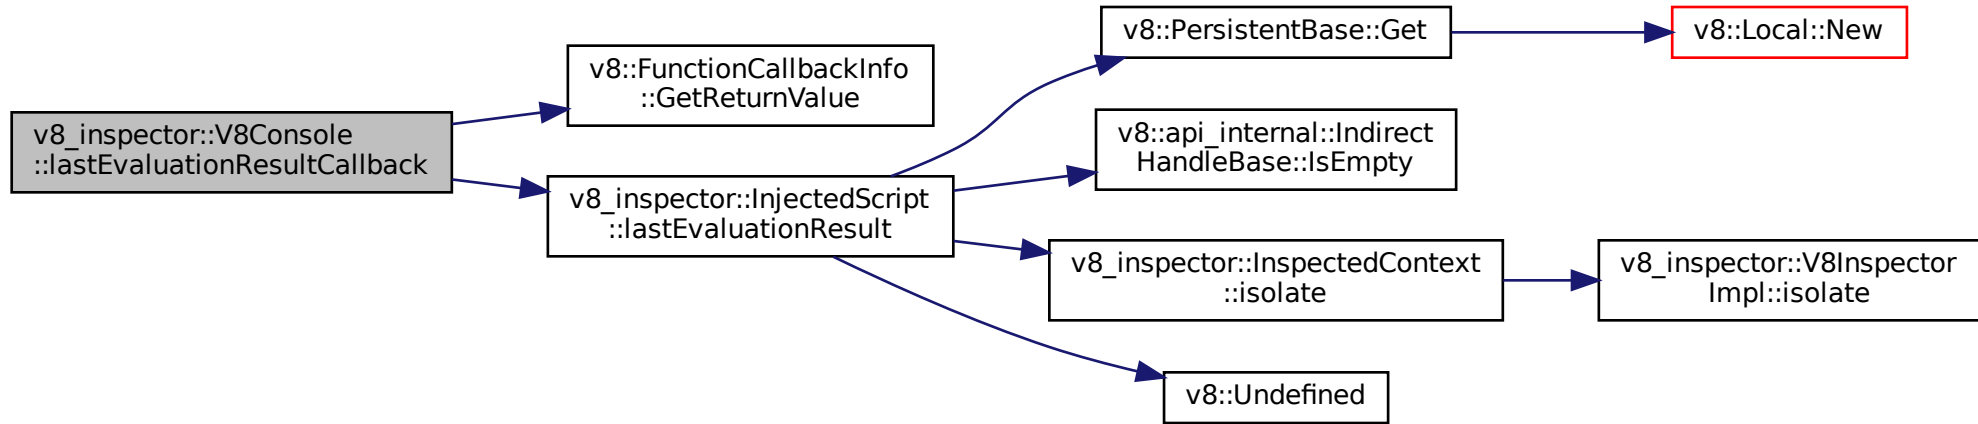 v8_inspector::V8Console
::lastEvaluationResultCallback
v8::FunctionCallbackInfo
::GetReturnValue
v8_inspector::InjectedScript
::lastEvaluationResult
v8::PersistentBase::Get
v8::Local::New
v8::api_internal::Indirect
HandleBase::IsEmpty
v8_inspector::InspectedContext
::isolate
v8_inspector::V8Inspector
Impl::isolate
v8::Undefined